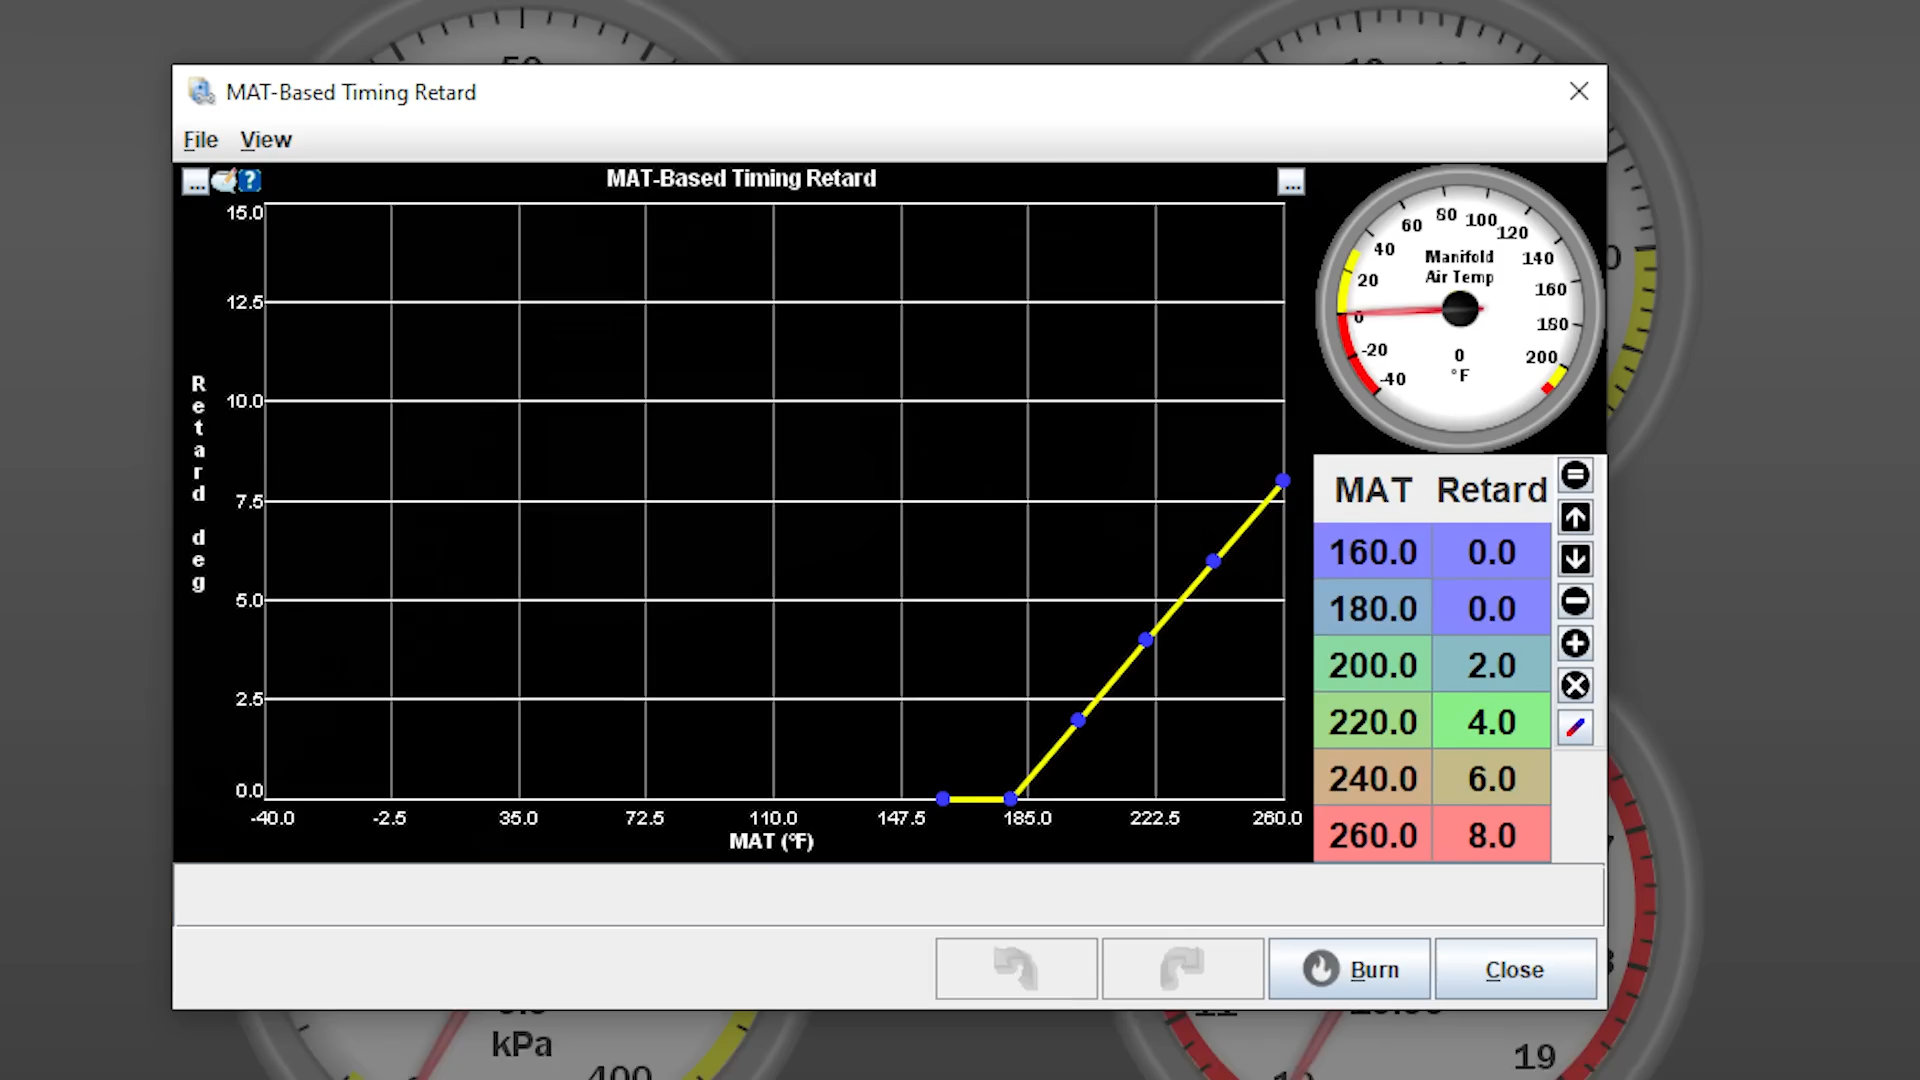 MAT-Based Timing Retard
File View
... ? MAT-Based Timing Retard ...
15.0
12.5
10.0
7.5
5.0
2.5
0.0
Retard deg
-40.0 -2.5 35.0 72.5 110.0 147.5 185.0 222.5 260.0
MAT (°F)
-40
-20
0
20
40
60
80
100
120
140
160
180
200
Manifold
Air Temp
0
°F
MAT Retard
160.0 0.0
180.0 0.0
200.0 2.0
220.0 4.0
240.0 6.0
260.0 8.0
Burn Close
kPa
400
19